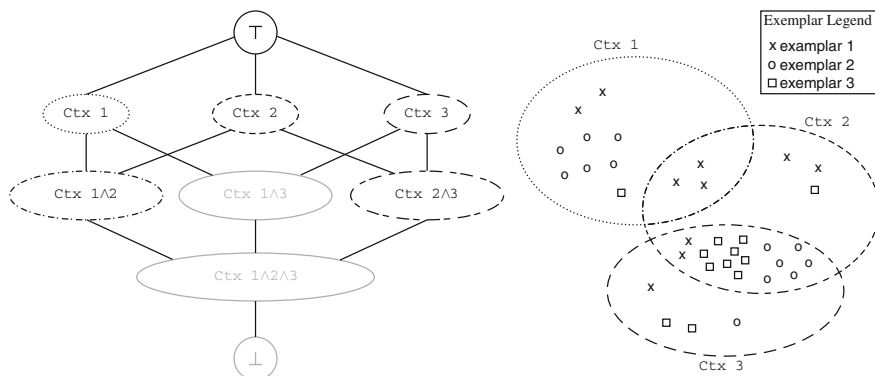 ⊤
Ctx 1
Ctx 2
Ctx 3
Ctx 1∧2
Ctx 1∧3
Ctx 2∧3
Ctx 1∧2∧3
⊥
Exemplar Legend
x examplar 1
o exemplar 2
□ exemplar 3
Ctx 1
Ctx 2
Ctx 3